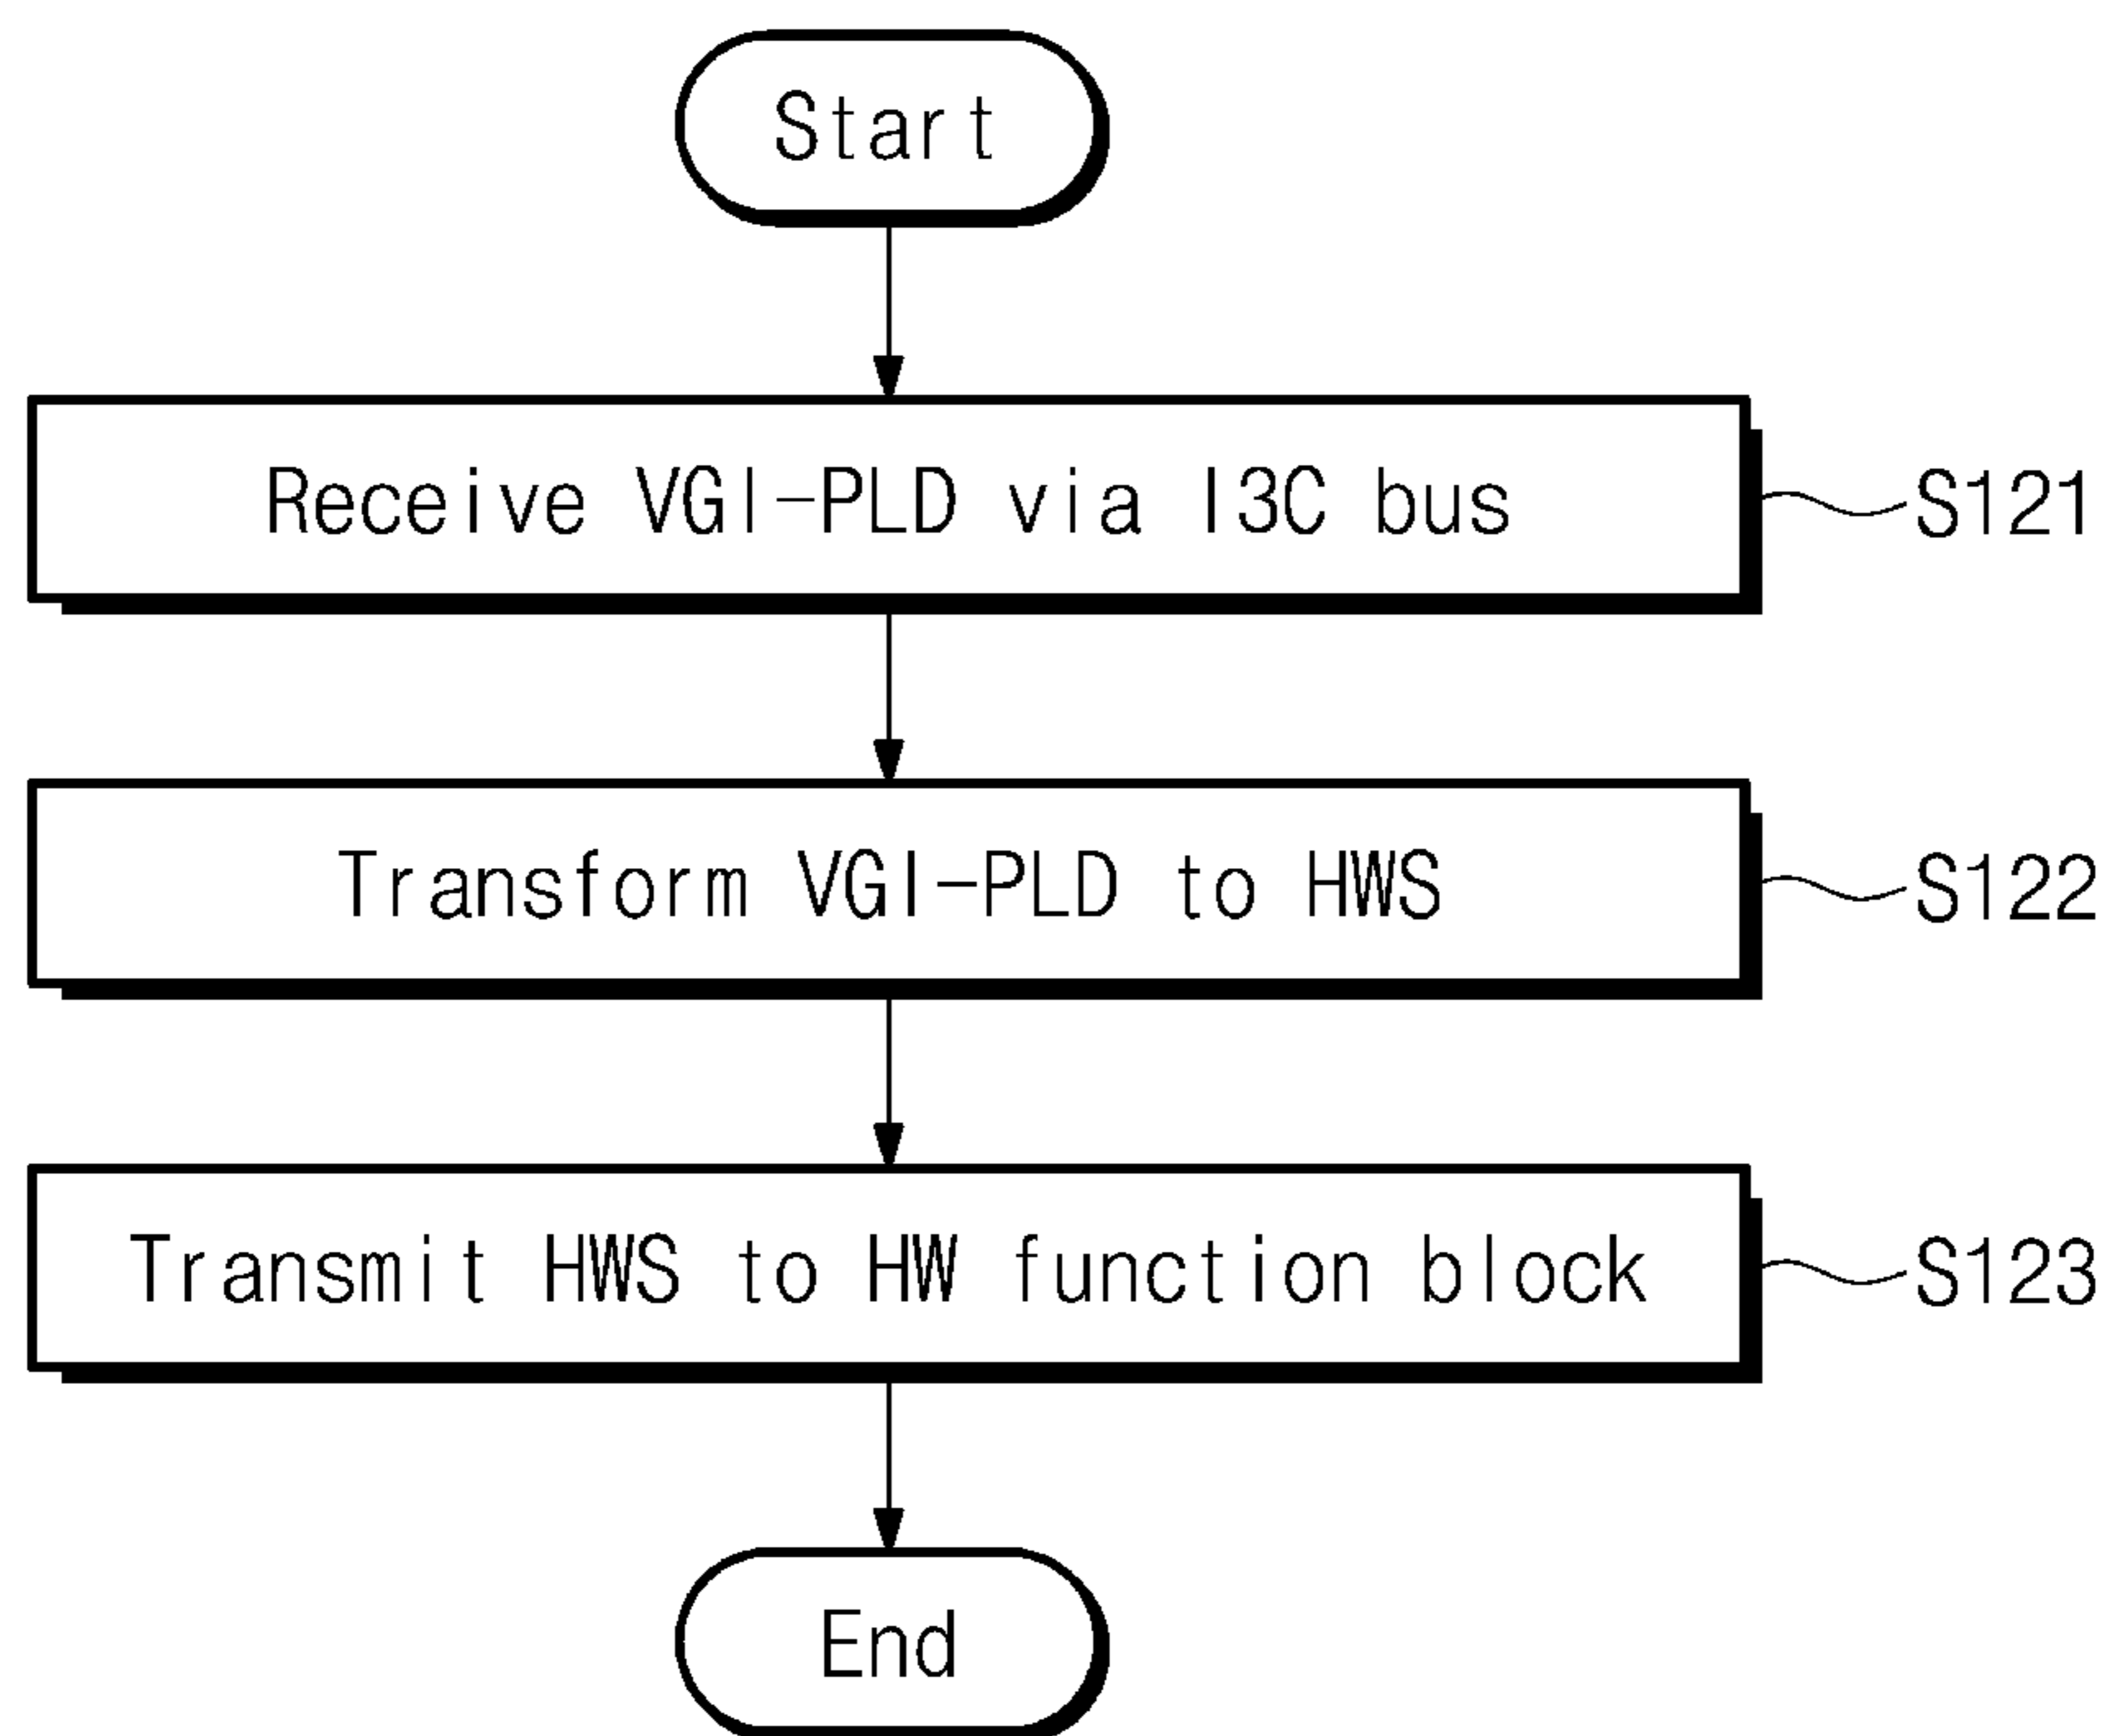 Start
Receive VGI-PLD via I3C bus
S121
Transform VGI-PLD to HWS
S122
Transmit HWS to HW function block
S123
End